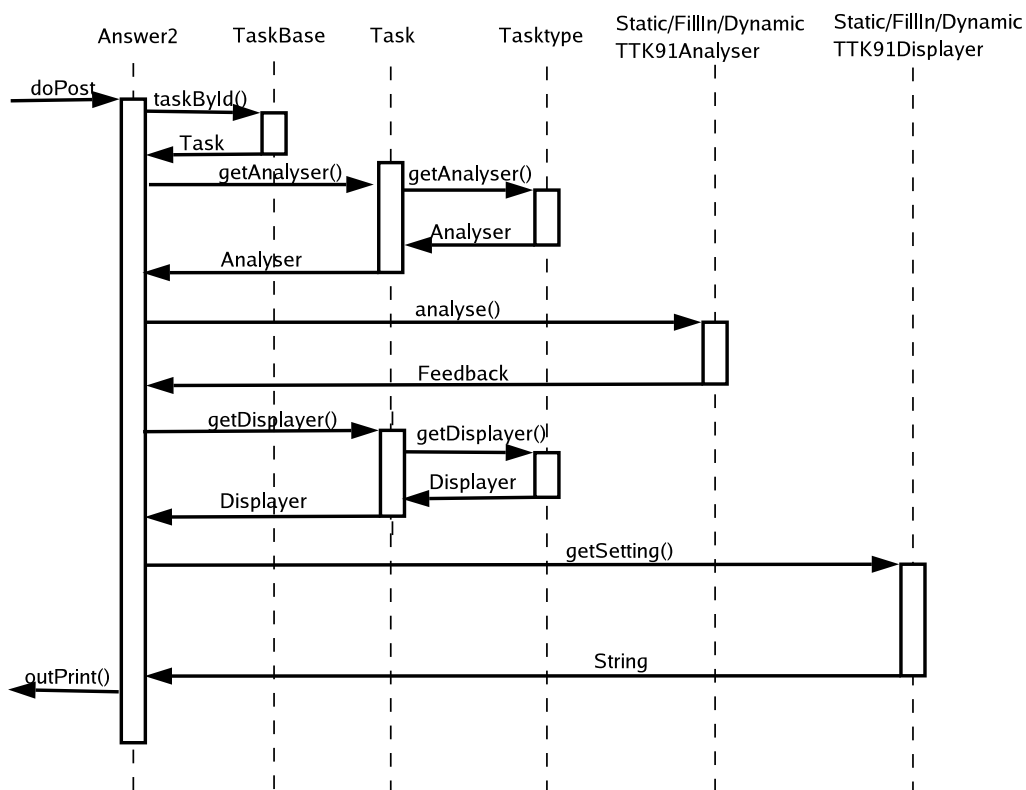 Answer2
TaskBase
Task
Tasktype
Static/FillIn/Dynamic
TTK91Analyser
Static/FillIn/Dynamic
TTK91Displayer
doPost
taskById()
Task
getAnalyser()
getAnalyser()
Analyser
Analyser
analyse()
Feedback
getDisplayer()
getDisplayer()
Displayer
Displayer
getSetting()
String
outPrint()